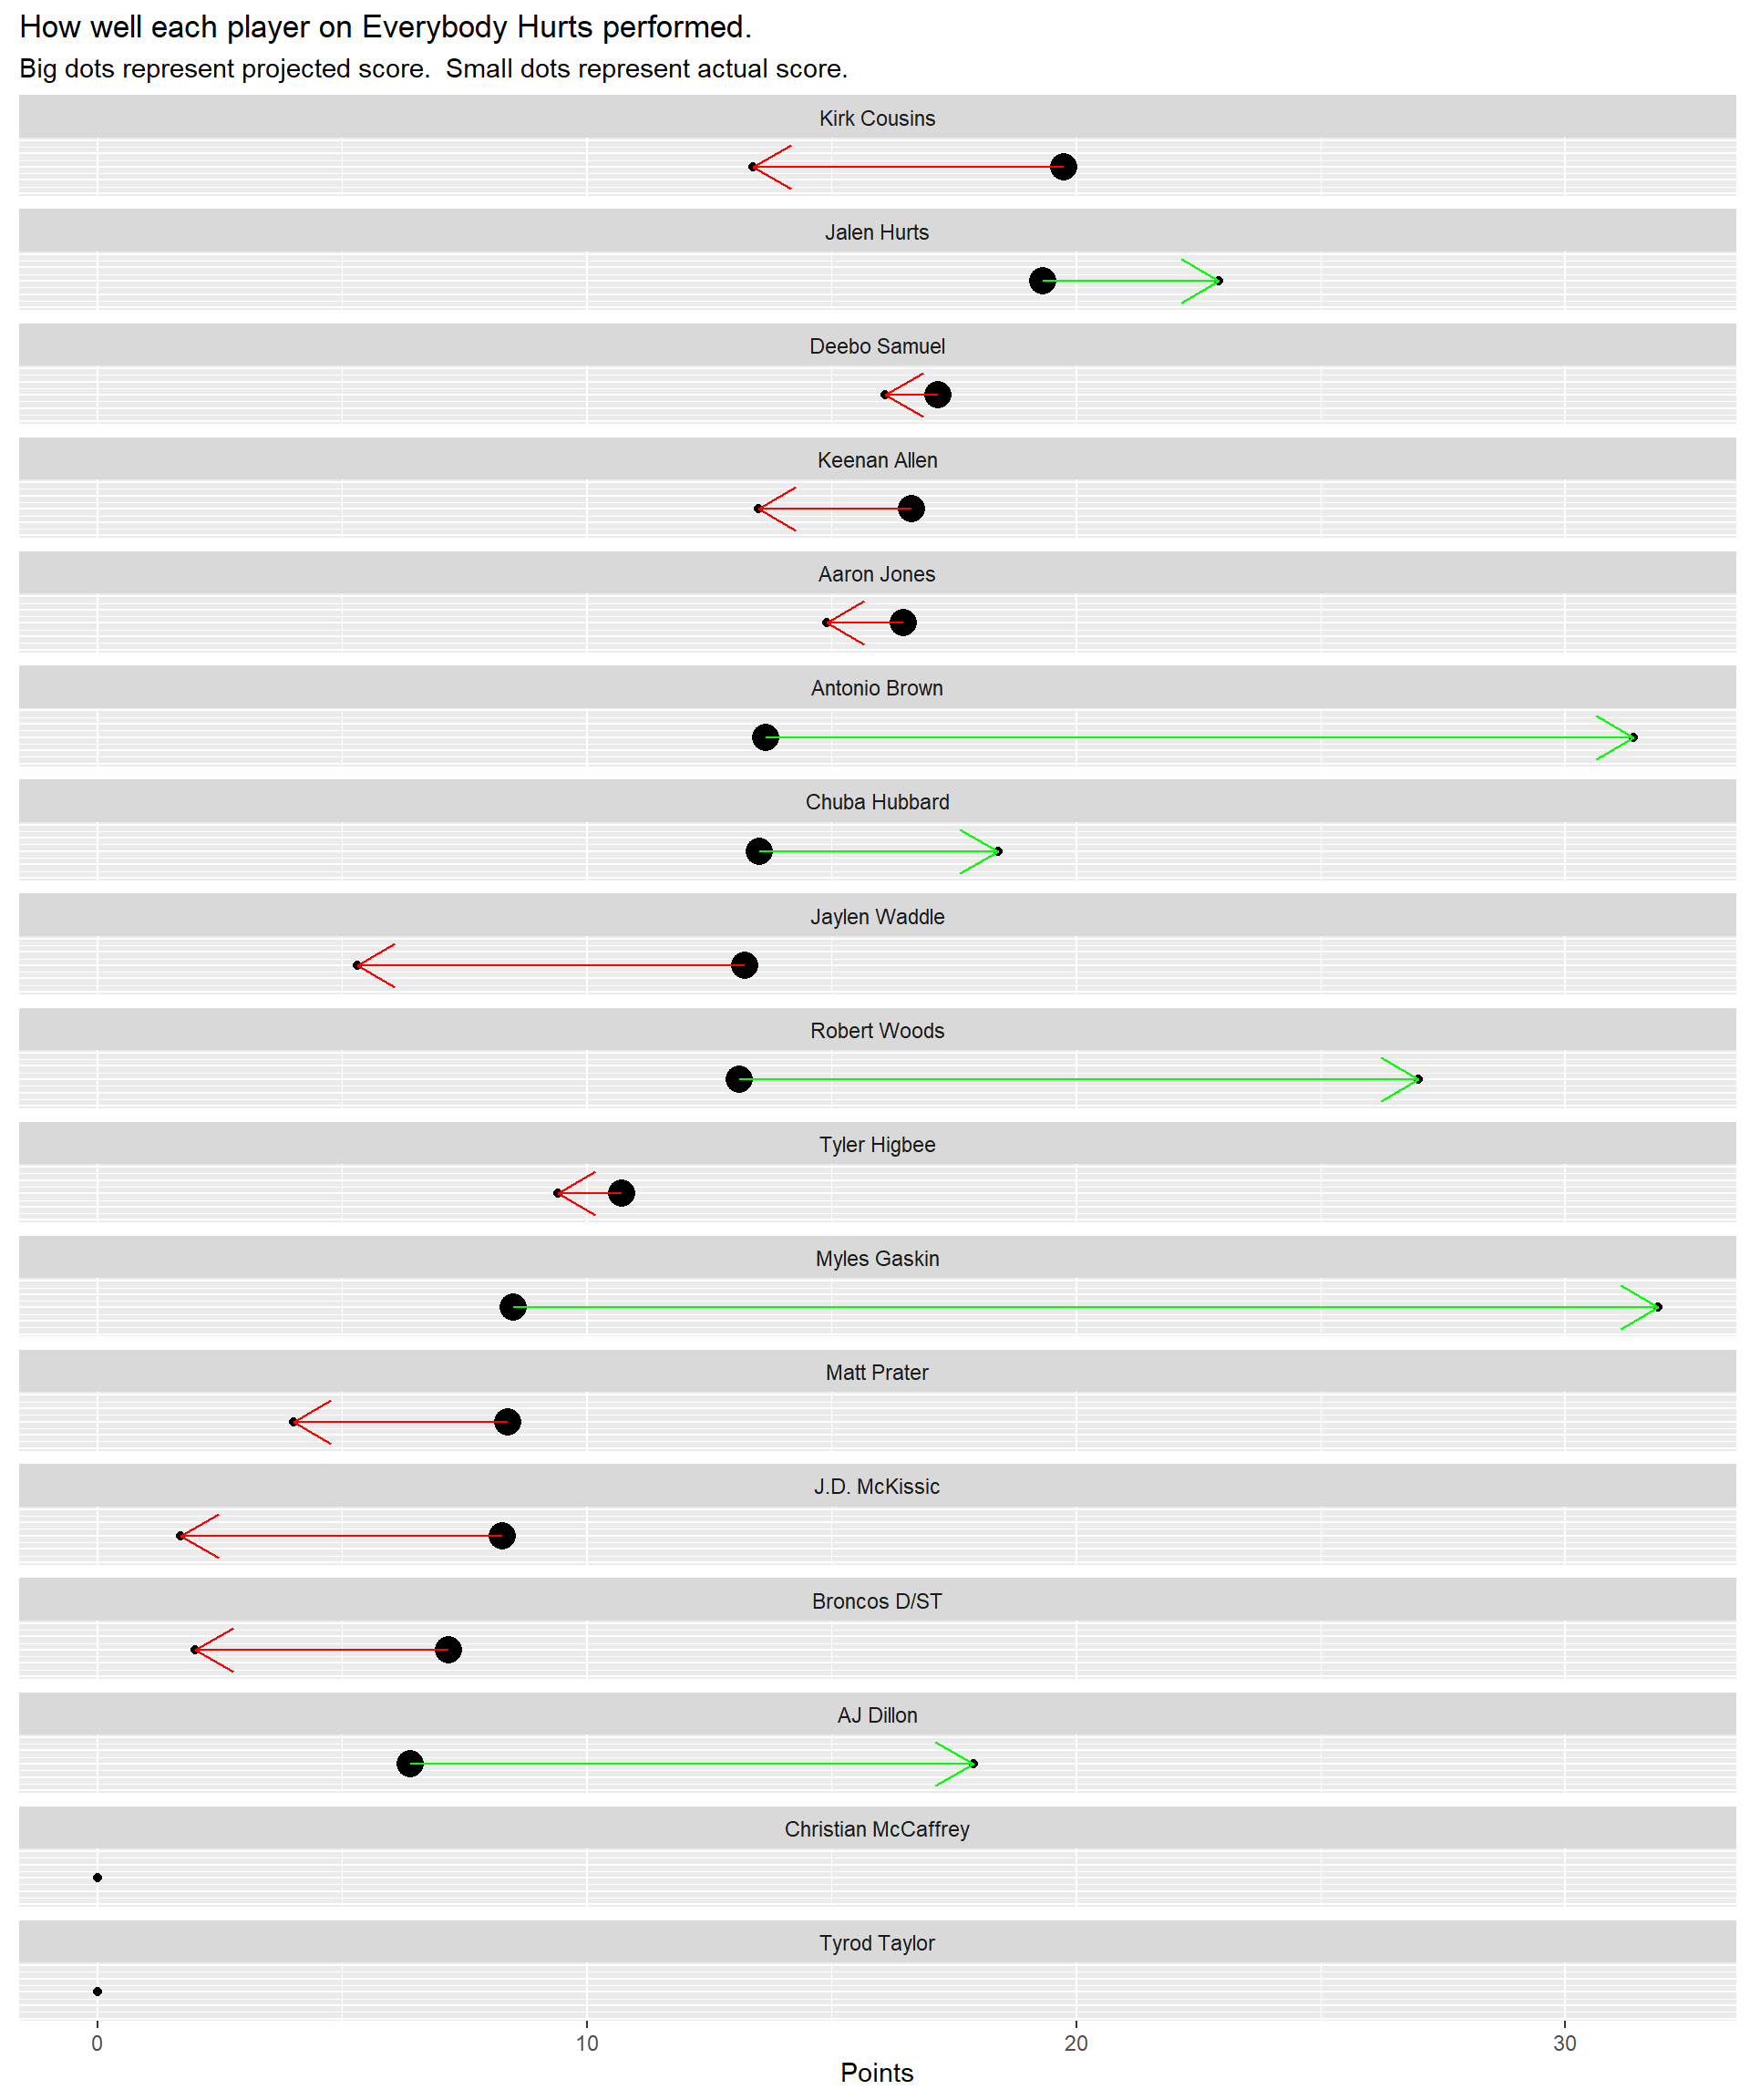 How well each player on Everybody Hurts performed.
Big dots represent projected score.  Small dots represent actual score.
Kirk Cousins
Jalen Hurts
Deebo Samuel
Keenan Allen
Aaron Jones
Antonio Brown
Chuba Hubbard
Jaylen Waddle
Robert Woods
Tyler Higbee
Myles Gaskin
Matt Prater
J.D. McKissic
Broncos D/ST
AJ Dillon
Christian McCaffrey
Tyrod Taylor
0 10 20 30
Points